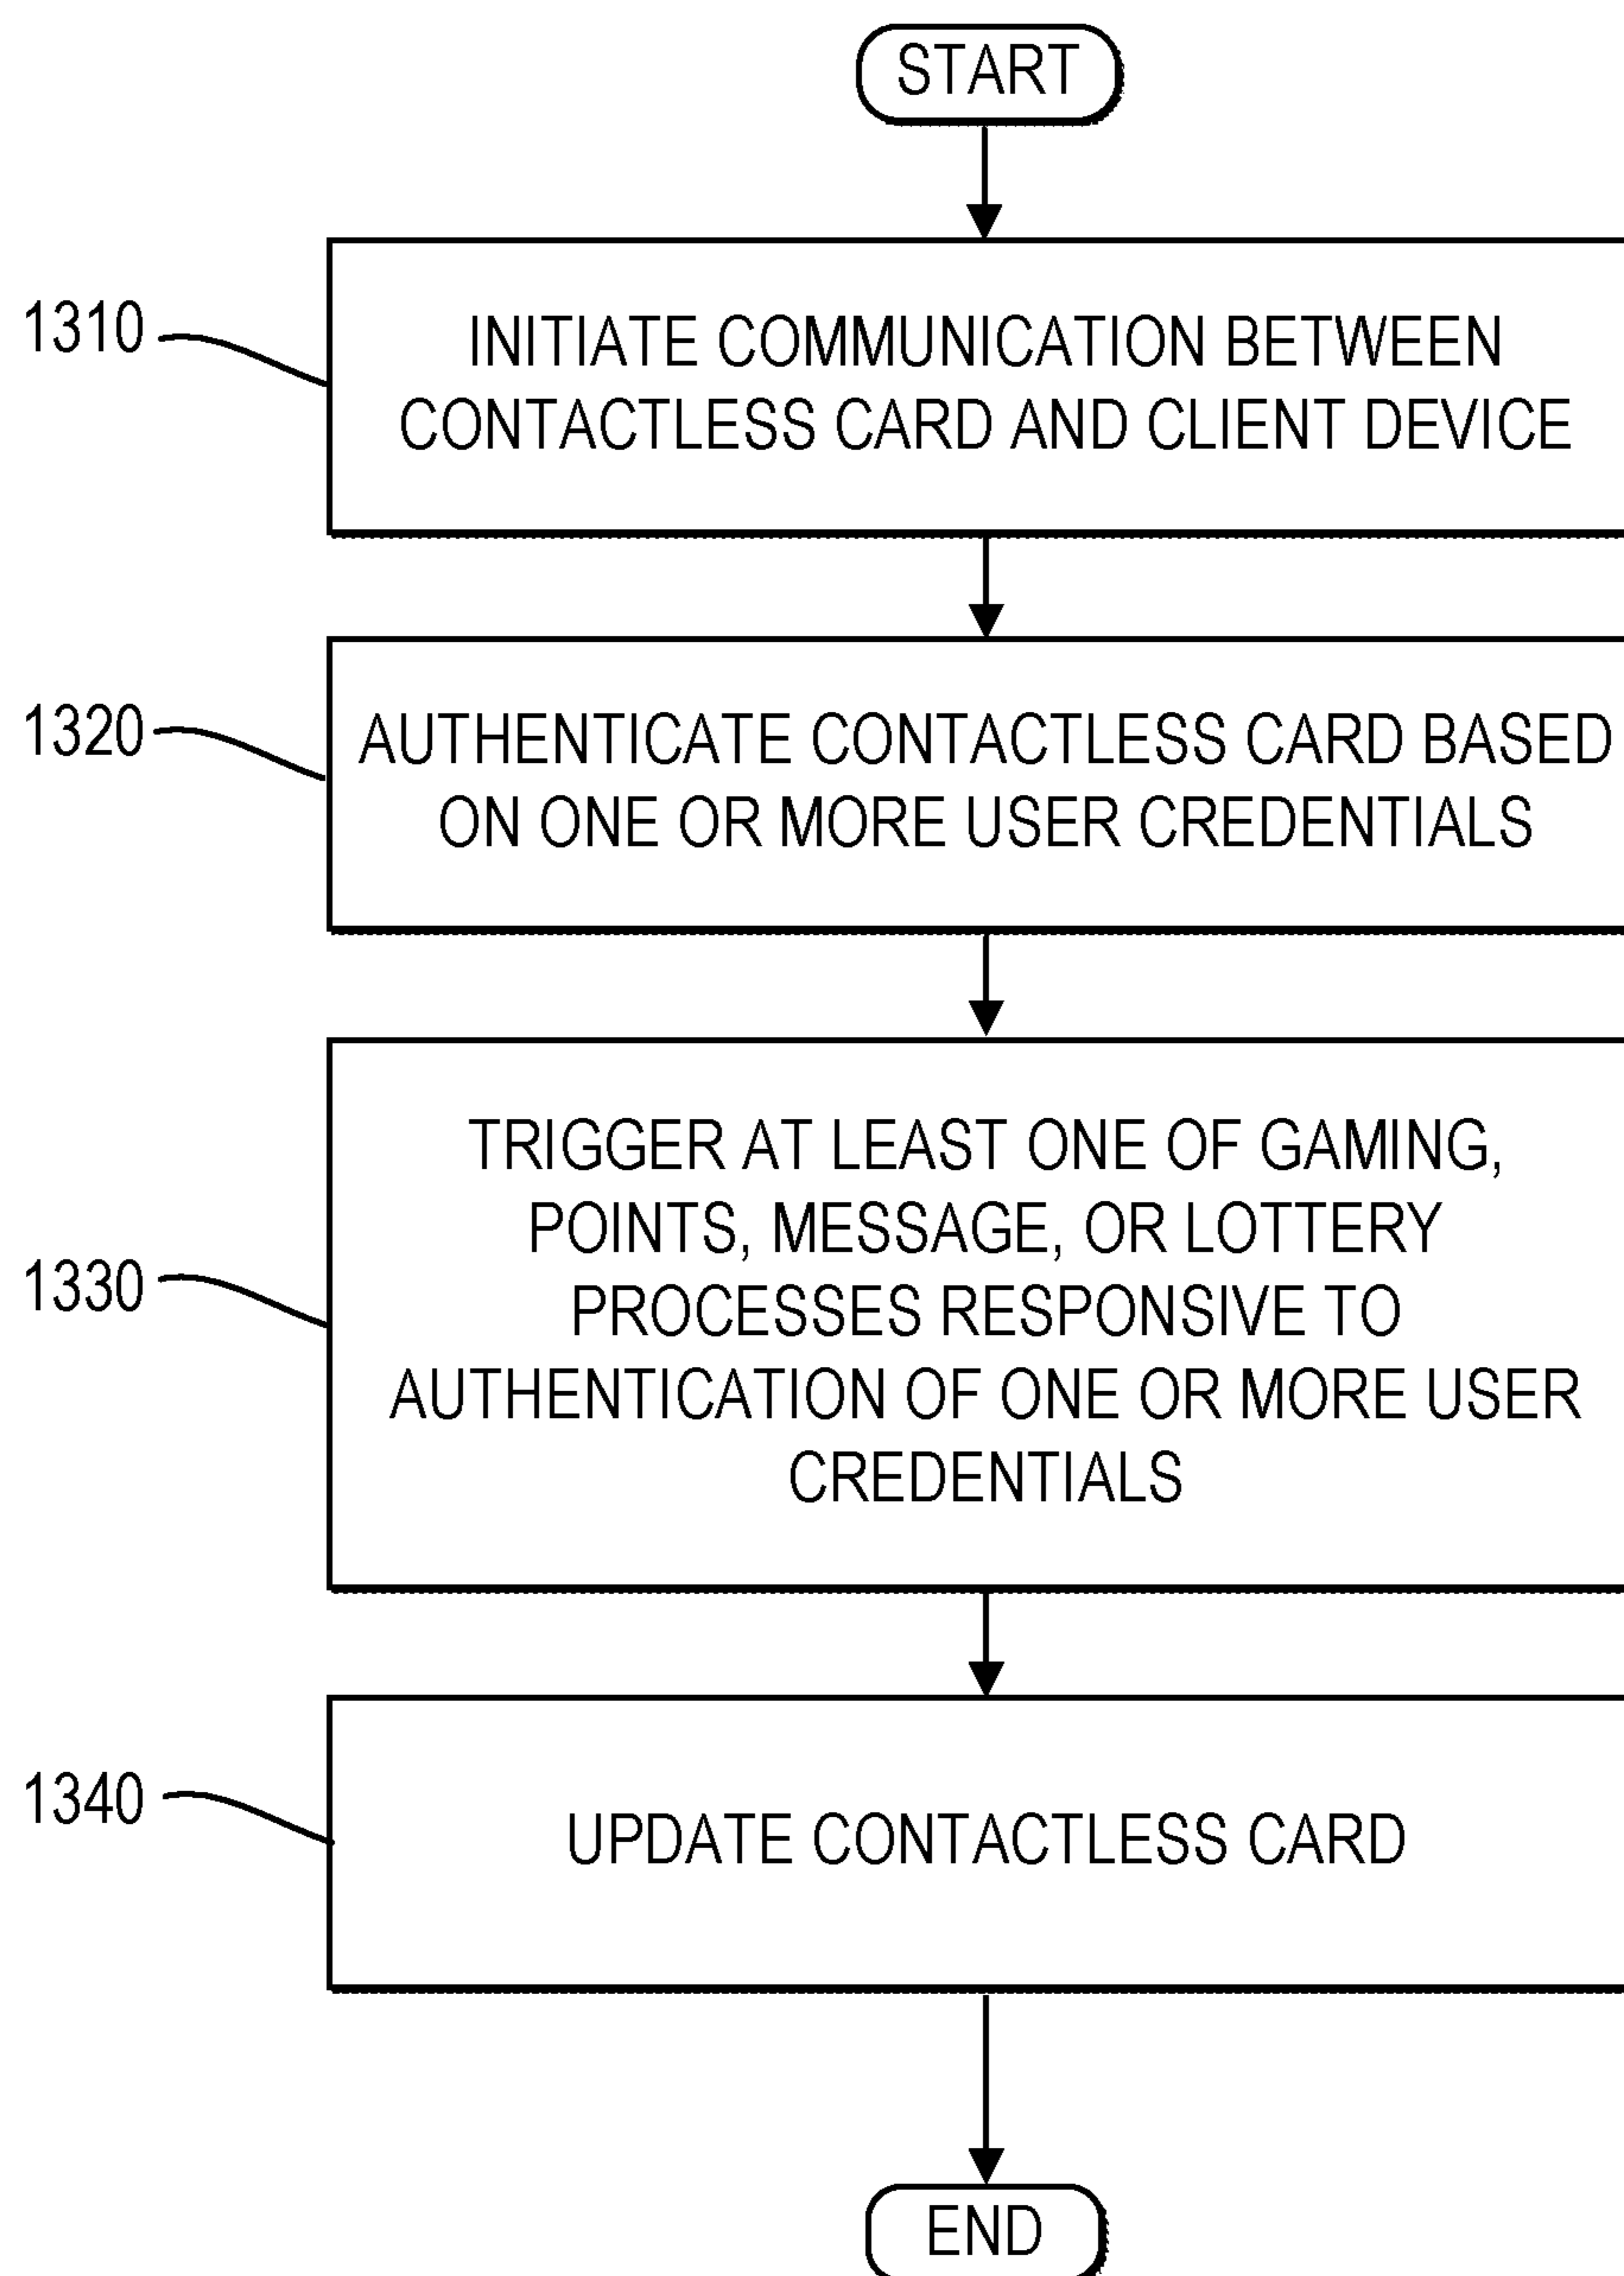 START
1310
INITIATE COMMUNICATION BETWEEN
CONTACTLESS CARD AND CLIENT DEVICE
1320
AUTHENTICATE CONTACTLESS CARD BASED
ON ONE OR MORE USER CREDENTIALS
1330
TRIGGER AT LEAST ONE OF GAMING,
POINTS, MESSAGE, OR LOTTERY
PROCESSES RESPONSIVE TO
AUTHENTICATION OF ONE OR MORE USER
CREDENTIALS
1340
UPDATE CONTACTLESS CARD
END